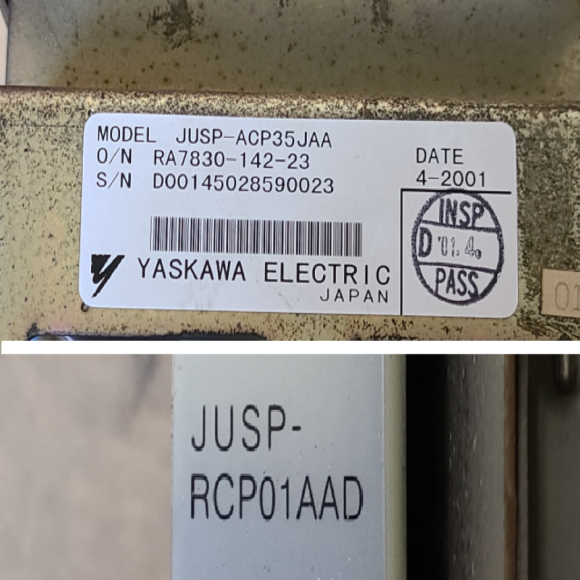 MODEL JUSP-ACP35JAA
O/N RA7830-142-23
S/N D00145028590023
DATE
4-2001
INSP
D '01.4.
PASS
YASKAWA ELECTRIC
JAPAN
JUSP-
RCP01AAD